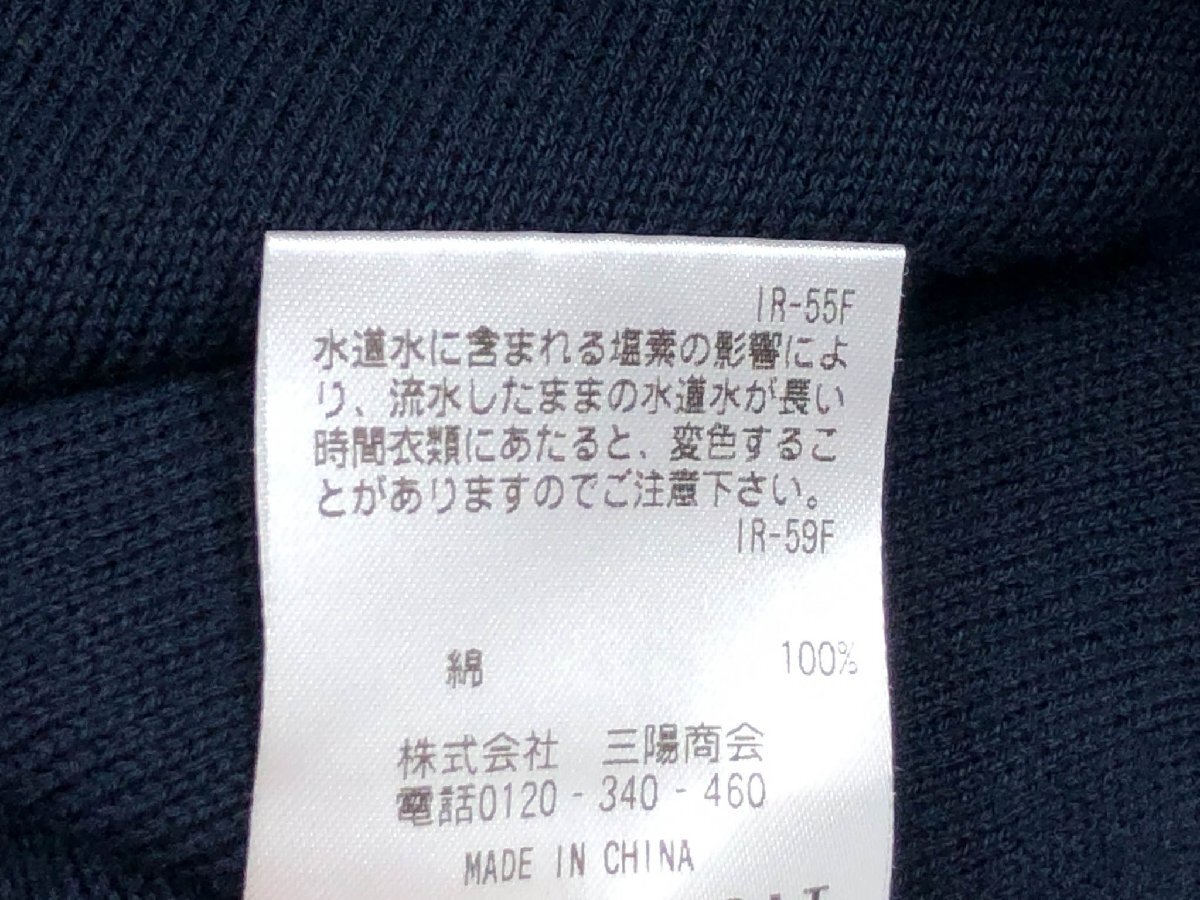 IR-55F
水道水に含まれる塩素の影響によ
り、流水したままの水道水が長い
時間衣類にあたると、変色するこ
とがありますのでご注意下さい。
IR-59F
綿 100%
株式会社 三陽商会
電話0120-340-460
MADE IN CHINA